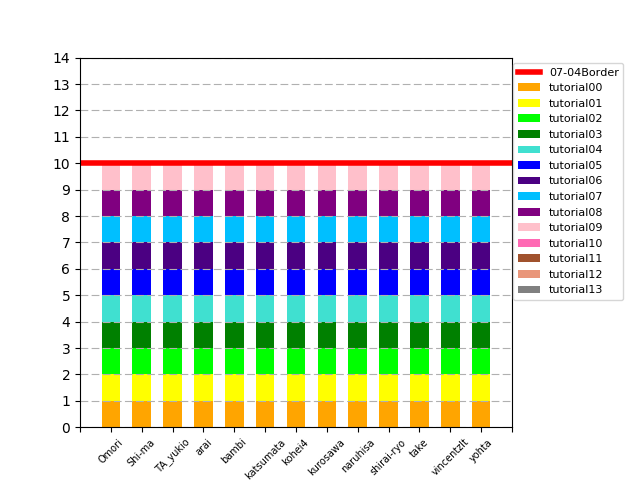 14
13
12
11
10
9
8
7
6
5
4
3
2
1
0
Omori
Shi-ma
TA_yukio
arai
bambi
katsumata
kohei4
kurosawa
naruhisa
shirai-ryo
take
vincentzlt
yohta
07-04Border
tutorial00
tutorial01
tutorial02
tutorial03
tutorial04
tutorial05
tutorial06
tutorial07
tutorial08
tutorial09
tutorial10
tutorial11
tutorial12
tutorial13